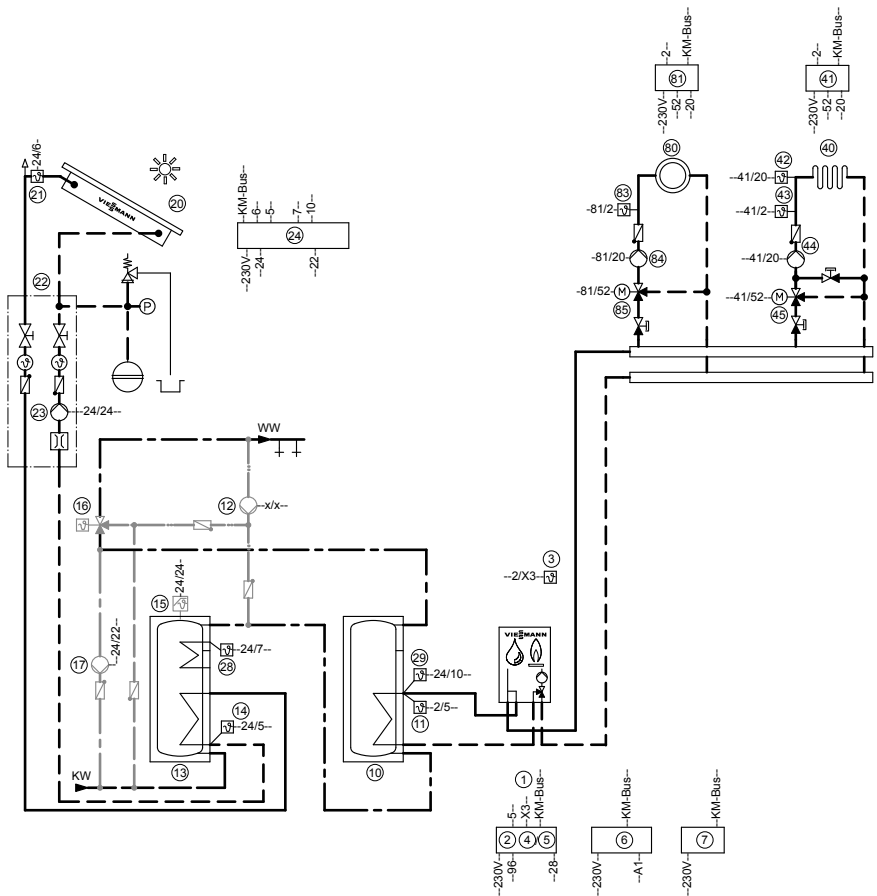 --2--
--KM-Bus--
81
--230V--
--52--
--20--
--2--
--KM-Bus--
41
--230V--
--52--
--20--
80
42
40
--24/6-
21
VIESMANN
20
--KM-Bus--
--6--
--5--
--7--
--10--
24
--230V--
--24--
--22--
83
-81/2-
--41/20--
43
--41/2--
-81/20-
84
--41/20--
44
-81/52-
M
85
--41/52--
M
45
22
P
23
---24/24--
WW
16
12
--x/x--
3
--2/X3--
15
-24/24-
--24/22--
17
VIESMANN
--24/7--
28
29
--24/10--
--2/5--
11
14
--24/5--
KW
13
10
1
--5--
--X3--
--KM-Bus--
2
4
5
--230V--
--96--
--28--
--KM-Bus--
6
--230V--
--A1--
--KM-Bus--
7
--230V--